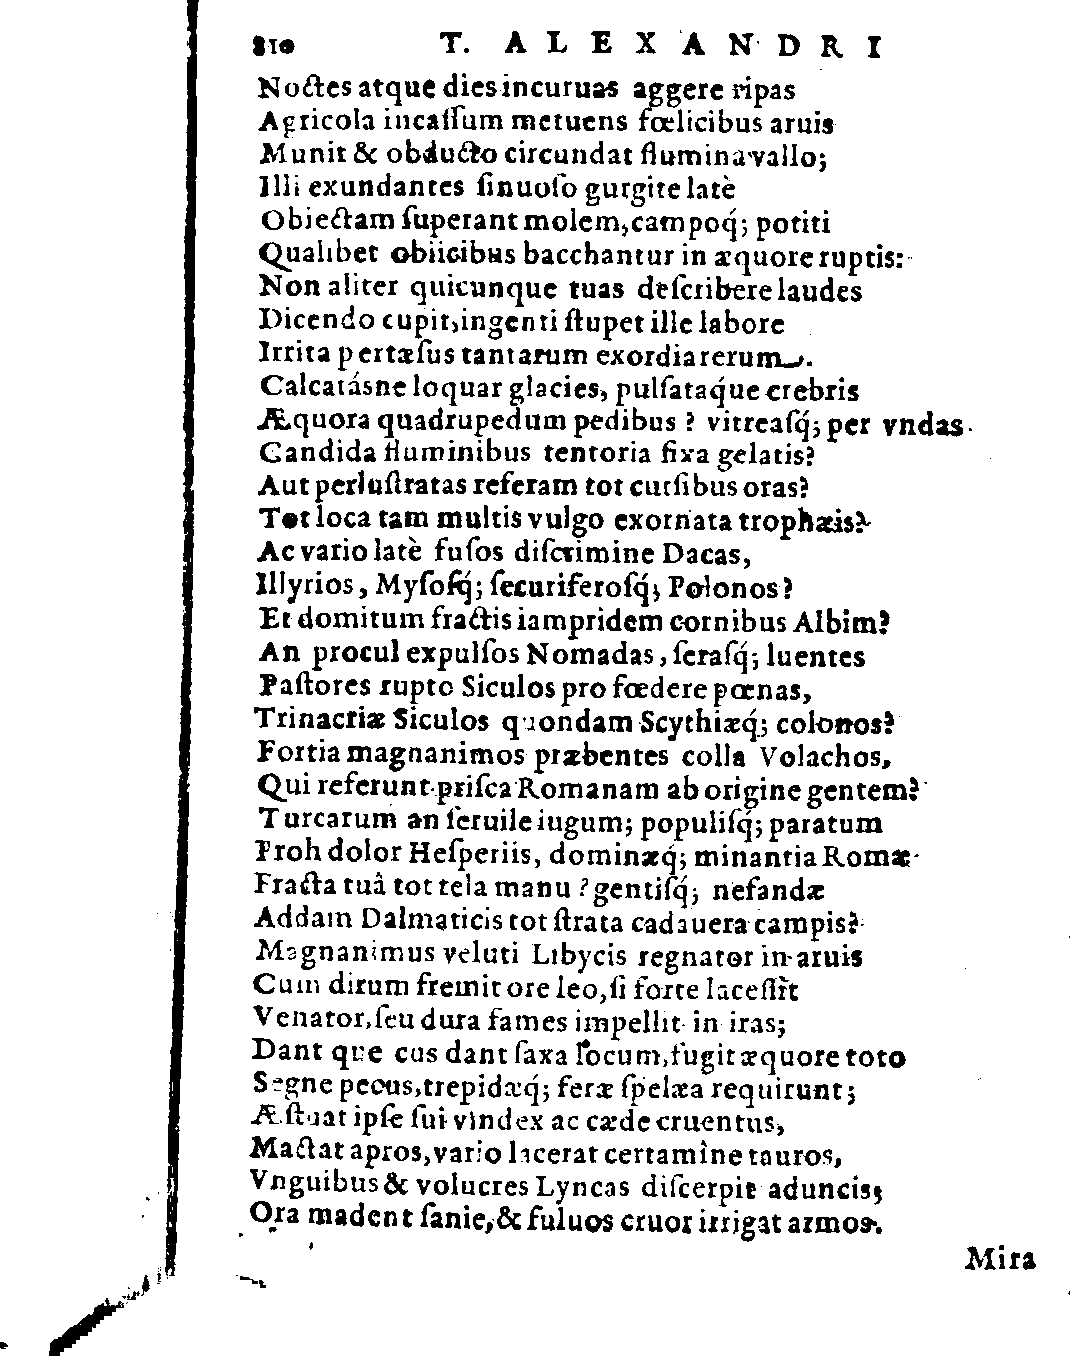 810 T. ALEXANDRI
Noctes atque dies incuruas aggere ripas
Agricola incaſſum metuens fœlicibus aruis
Munit & obducto circundat flumina vallo;
Illi exundantes ſinuoſo gurgite latè
Obiectam ſuperant molem, campoq́; potiti
Qualibet obiicibus bacchantur in æquore ruptis:
Non aliter quicunque tuas deſcribere laudes
Dicendo cupit, ingenti ſtupet ille labore
Irrita pertæſus tantarum exordia rerum.
Calcatásne loquar glacies, pulſataq́ue crebris
Æquora quadrupedum pedibus? vitreaſq́; per vndas
Candida fluminibus tentoria fixa gelatis?
Aut perluſtratas referam tot curſibus oras?
Tot loca tam multis vulgo exornata trophæis?
Ac vario latè fuſos diſcrimine Dacas,
Illyrios, Myſoſq́; ſecuriferoſq́; Polonos?
Et domitum fractis iampridem cornibus Albim?
An procul expulſos Nomadas, ſeraſq́; luentes
Paſtores rupto Siculos pro fœdere pœnas,
Trinacriæ Siculos quondam Scythiæq́; colonos?
Fortia magnanimos præbentes colla Volachos,
Qui referunt priſca Romanam ab origine gentem?
Turcarum an ſeruile iugum; populiſq́; paratum
Proh dolor Heſperiis, dominæq́; minantia Romæ
Fracta tuâ tot tela manu? gentiſq́; nefandæ
Addam Dalmaticis tot ſtrata cadauera campis?
Magnanimus veluti Libycis regnator in aruis
Cum dirum fremit ore leo, ſi forte laceſſit
Venator, ſeu dura fames impellit in iras;
Dant que cus dant ſaxa locum, fugit æquore toto
Segne pecus, trepidæq́; feræ ſpelæa requirunt;
Æſtuat ipſe ſui vindex ac cæde cruentus,
Mactat apros, vario lacerat certamine tauros,
Vnguibus & volucres Lyncas diſcerpit aduncis;
Ora madent ſanie, & fuluos cruor irrigat armos.
Mira